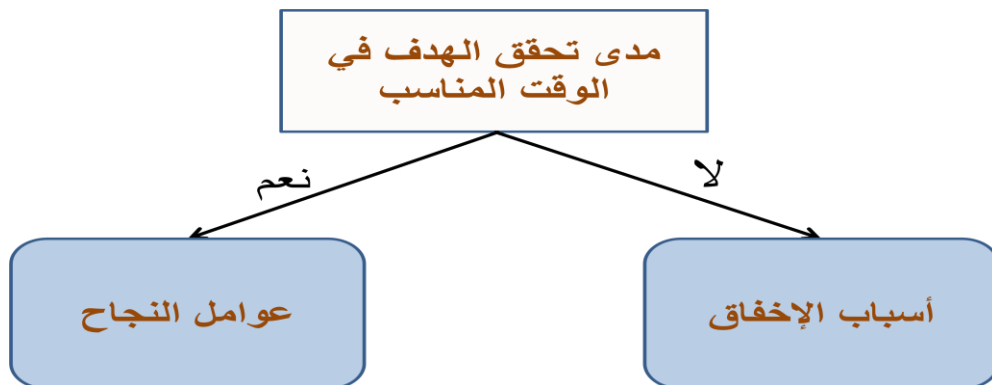 مدى تحقق الهدف في
الوقت المناسب
لا
نعم
أسباب الإخفاق
عوامل النجاح